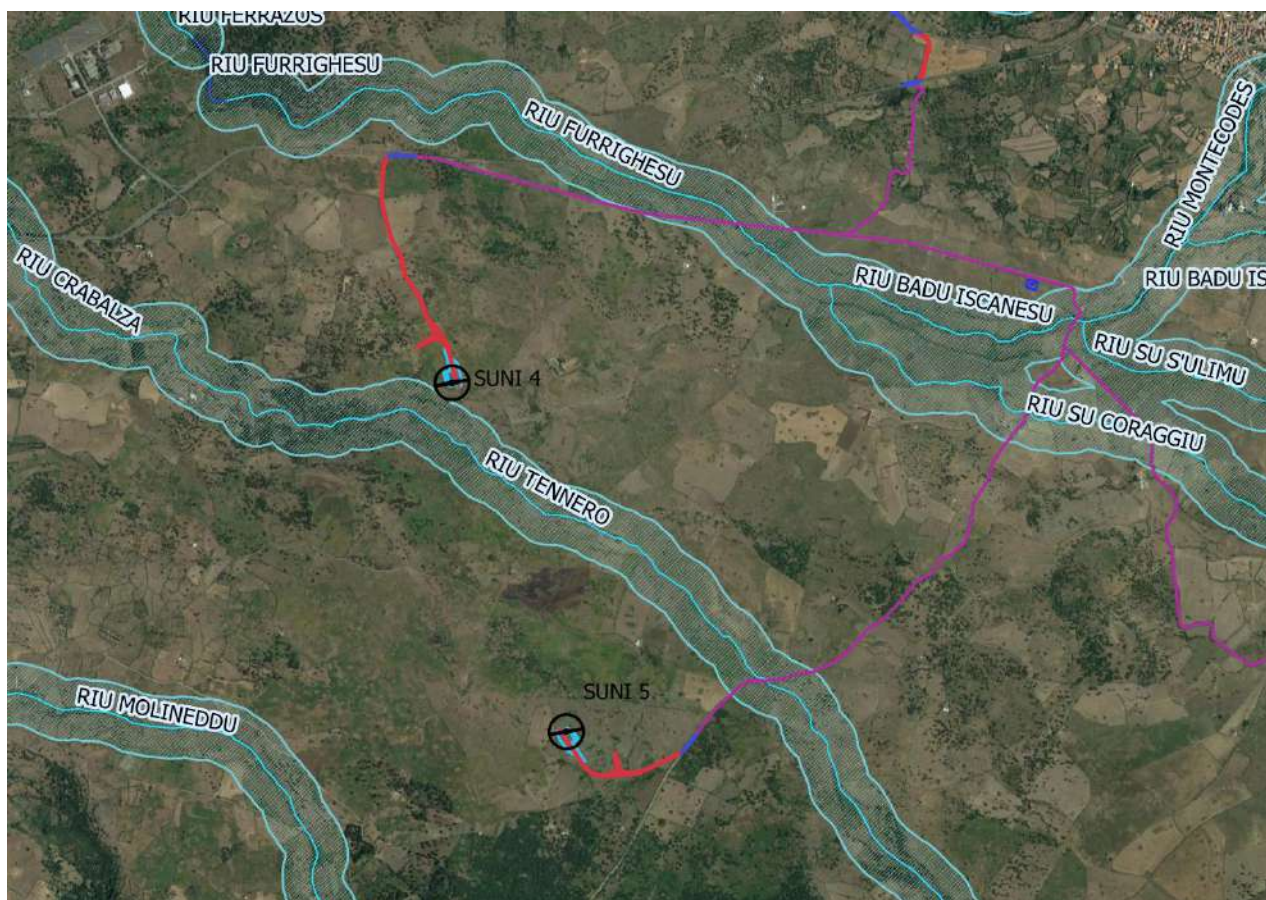 RIU FERRAZOS
RIU FURRIGHESU
RIU FURRIGHESU
RIU MONTECODES
RIU CRABALZA
RIU BADU ISCANESU
RIU BADU IS
RIU SU S'ULIMU
SUNI 4
RIU SU CORAGGIU
RIU TENNERO
SUNI 5
RIU MOLINEDDU